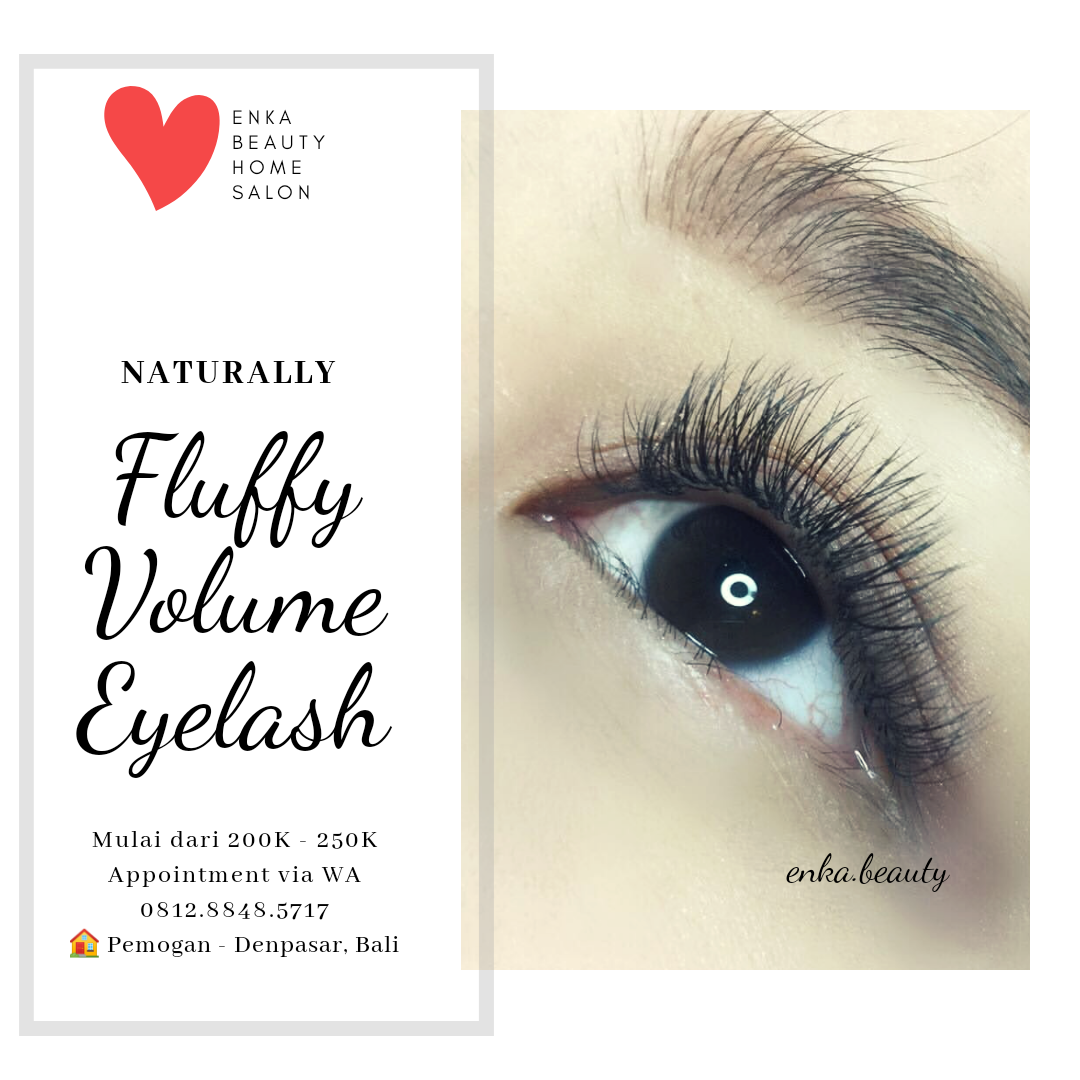 ENKA
BEAUTY
HOME
SALON
NATURALLY
Fluffy
Volume
Eyelash
Mulai dari 200K - 250K
Appointment via WA
0812.8848.5717
Pemogan - Denpasar, Bali
enka.beauty